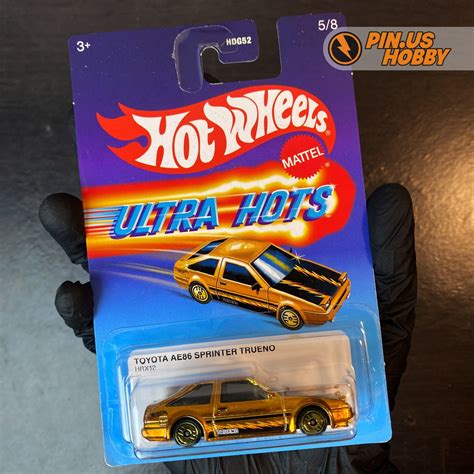 3+
HDG52
5/8
PIN.US
HOBBY
Hot Wheels
MATTEL
ULTRA HOTS
TOYOTA AE86 SPRINTER TRUENO
HRX12